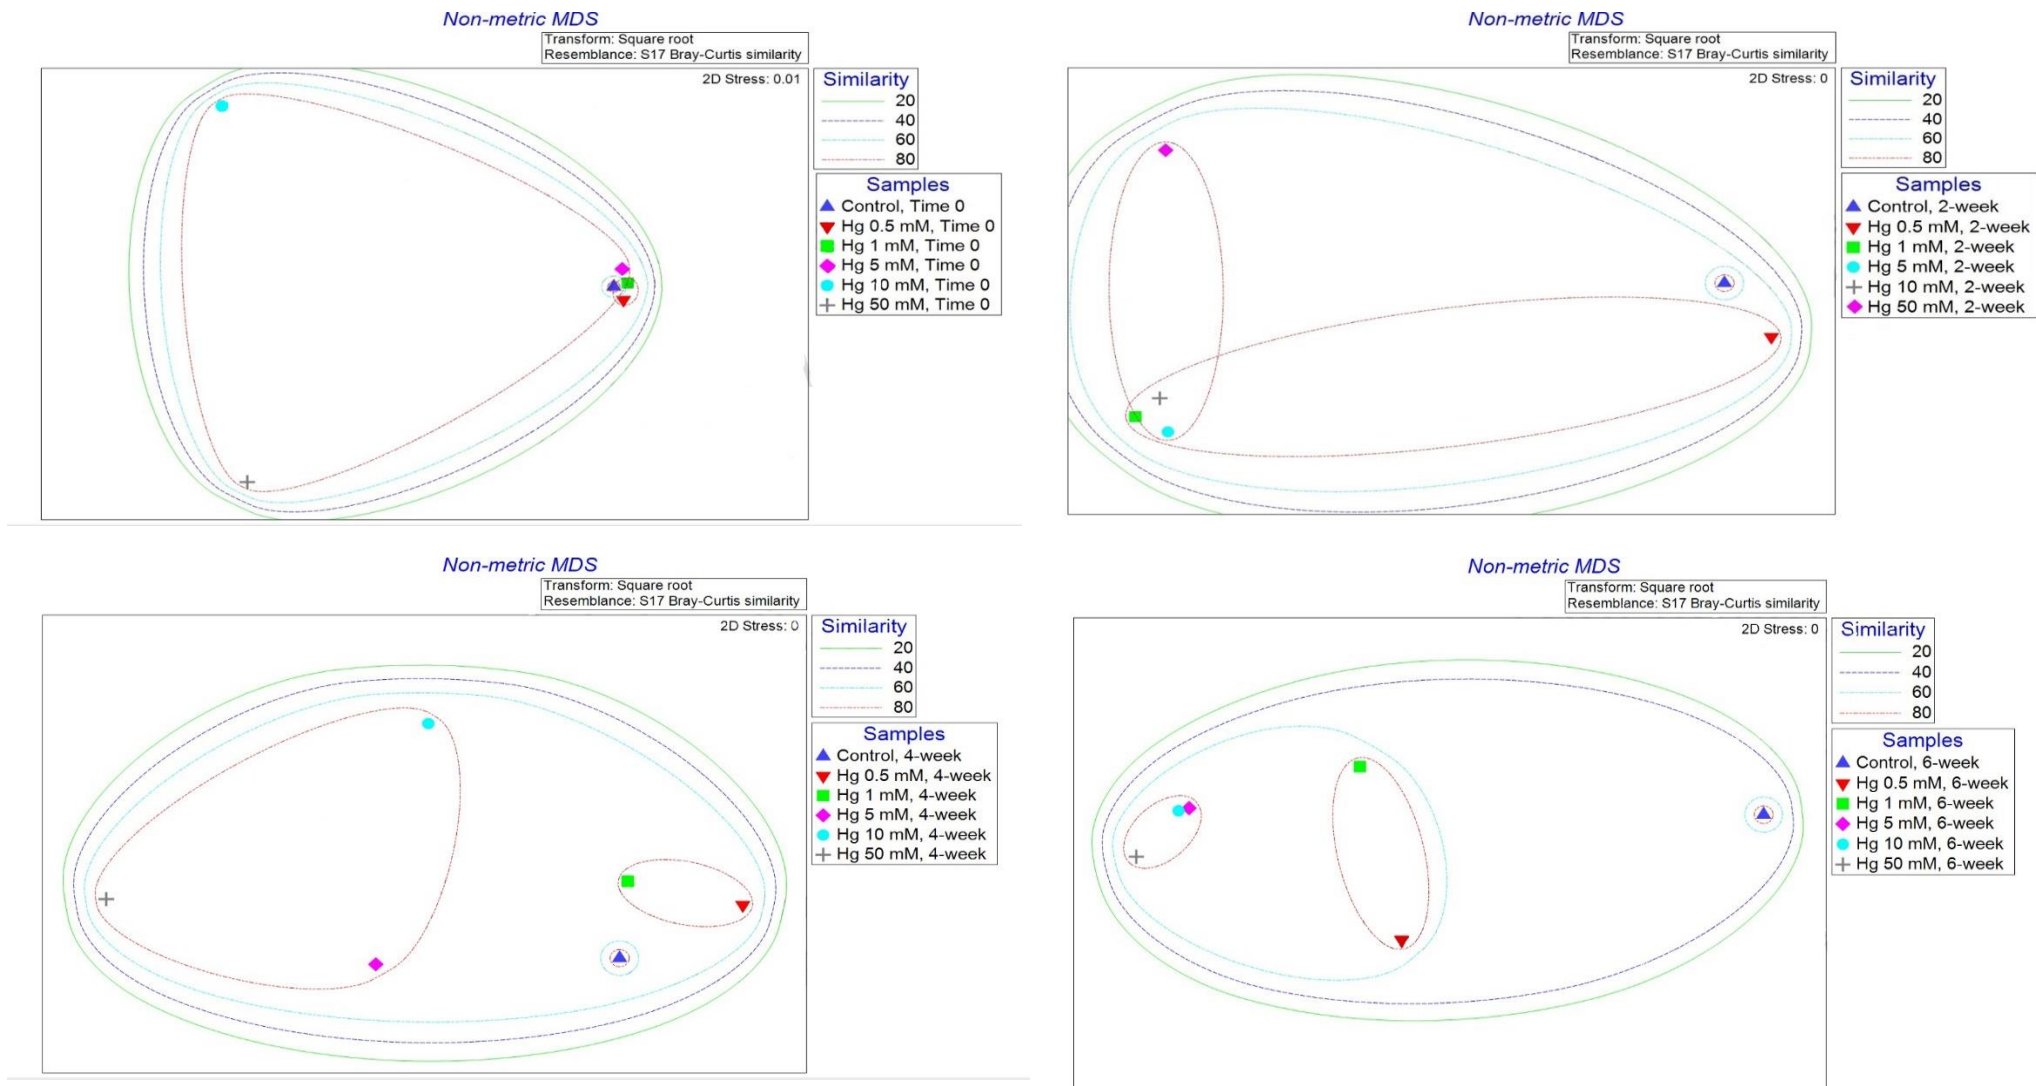 Non-metric MDS
Transform: Square root
Resemblance: S17 Bray-Curtis similarity
2D Stress: 0.01
Similarity
20
40
60
80
Samples
Control, Time 0
Hg 0.5 mM, Time 0
Hg 1 mM, Time 0
Hg 5 mM, Time 0
Hg 10 mM, Time 0
Hg 50 mM, Time 0
Non-metric MDS
Transform: Square root
Resemblance: S17 Bray-Curtis similarity
2D Stress: 0
Similarity
20
40
60
80
Samples
Control, 2-week
Hg 0.5 mM, 2-week
Hg 1 mM, 2-week
Hg 5 mM, 2-week
Hg 10 mM, 2-week
Hg 50 mM, 2-week
Non-metric MDS
Transform: Square root
Resemblance: S17 Bray-Curtis similarity
2D Stress: 0
Similarity
20
40
60
80
Samples
Control, 4-week
Hg 0.5 mM, 4-week
Hg 1 mM, 4-week
Hg 5 mM, 4-week
Hg 10 mM, 4-week
Hg 50 mM, 4-week
Non-metric MDS
Transform: Square root
Resemblance: S17 Bray-Curtis similarity
2D Stress: 0
Similarity
20
40
60
80
Samples
Control, 6-week
Hg 0.5 mM, 6-week
Hg 1 mM, 6-week
Hg 5 mM, 6-week
Hg 10 mM, 6-week
Hg 50 mM, 6-week